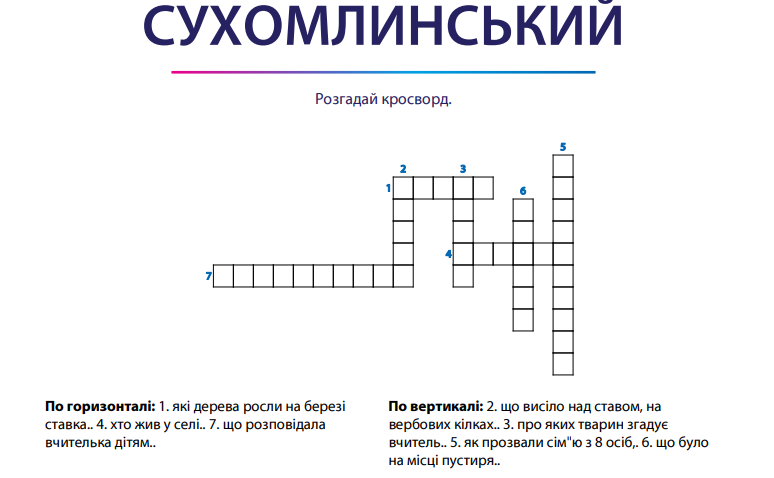 СУХОМЛИНСЬКИЙ
Розгадай кросворд.
5
2 3
1
6
4
7
По горизонталі: 1. які дерева росли на березі
ставка.. 4. хто жив у селі.. 7. що розповідала
вчителька дітям..
По вертикалі: 2. що висіло над ставом, на
вербових кілках.. 3. про яких тварин згадує
вчитель.. 5. як прозвали сім"ю з 8 осіб,. 6. що було
на місці пустиря..